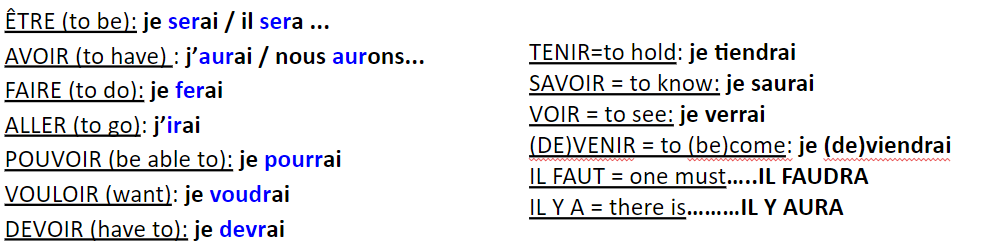 ÊTRE (to be): je serai / il sera ...
AVOIR (to have) : j’aurai / nous aurons...
FAIRE (to do): je ferai
ALLER (to go): j’irai
POUVOIR (be able to): je pourrai
VOULOIR (want): je voudrai
DEVOIR (have to): je devrai
TENIR=to hold: je tiendrai
SAVOIR = to know: je saurai
VOIR = to see: je verrai
(DE)VENIR = to (be)come: je (de)viendrai
IL FAUT = one must…..IL FAUDRA
IL Y A = there is………IL Y AURA